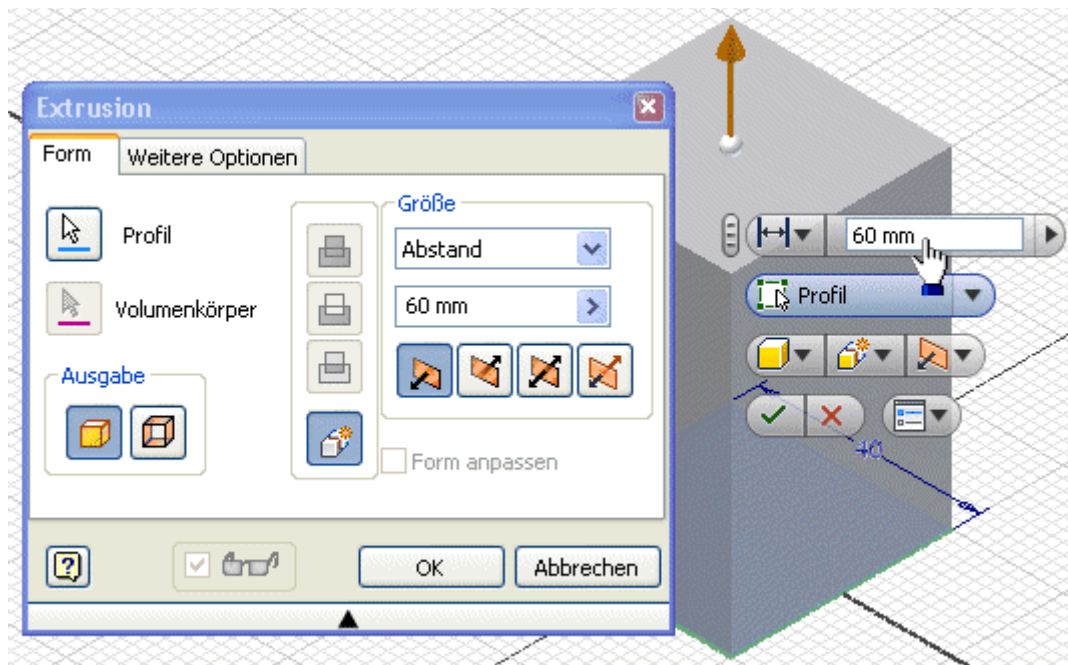 Extrusion
Form
Weitere Optionen
Profil
Volumenkörper
Ausgabe
Größe
Abstand
60 mm
Form anpassen
OK
Abbrechen
60 mm
Profil
40